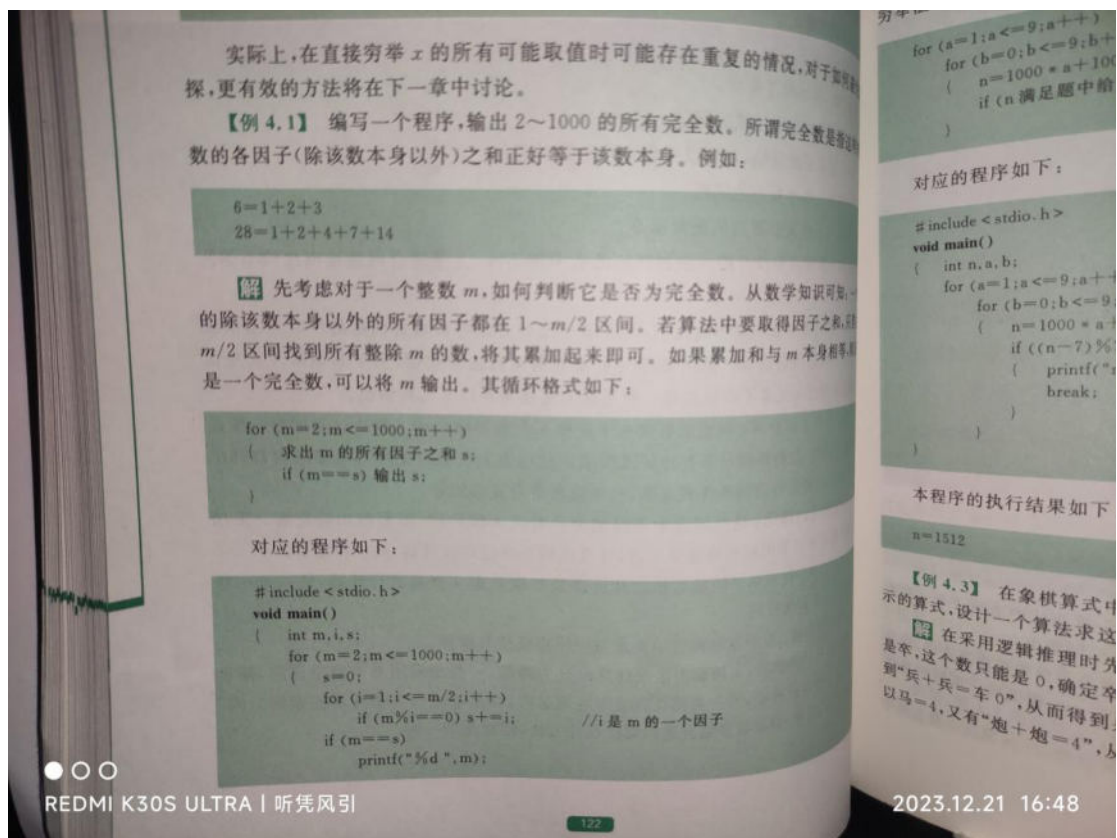 实际上,在直接穷举 x 的所有可能取值时可能存在重复的情况,对于如何
探,更有效的方法将在下一章中讨论。
【例 4.1】 编写一个程序,输出 2～1000 的所有完全数。所谓完全数是指这
数的各因子(除该数本身以外)之和正好等于该数本身。例如:
6=1+2+3
28=1+2+4+7+14
解 先考虑对于一个整数 m,如何判断它是否为完全数。从数学知识可知:一
的除该数本身以外的所有因子都在 1～m/2 区间。若算法中要取得因子之和,只
m/2 区间找到所有整除 m 的数,将其累加起来即可。如果累加和与 m 本身相等,
是一个完全数,可以将 m 输出。其循环格式如下:
for (m=2;m<=1000;m++)
{ 求出 m 的所有因子之和 s;
if (m==s) 输出 s;
}
对应的程序如下:
#include <stdio.h>
void main()
{ int m,i,s;
for (m=2;m<=1000;m++)
{ s=0;
for (i=1;i<=m/2;i++)
if (m%i==0) s+=i; //i 是 m 的一个因子
if (m==s)
printf("%d ",m);
122
for (a=1;a<=9;a++)
for (b=0;b<=9;b+
{ n=1000*a+100
if (n 满足题中给
}
对应的程序如下:
#include <stdio.h>
void main()
{ int n,a,b;
for (a=1;a<=9;a++
for (b=0;b<=9
{ n=1000*a+
if ((n-7)%
{ printf("
break;
}
}
}
本程序的执行结果如下
n=1512
【例 4.3】 在象棋算式中
示的算式,设计一个算法求这
解 在采用逻辑推理时先
是卒,这个数只能是 0,确定卒
到“兵+兵=车 0”,从而得到
以马=4,又有“炮+炮=4”,从
REDMI K30S ULTRA | 听凭风引
2023.12.21 16:48